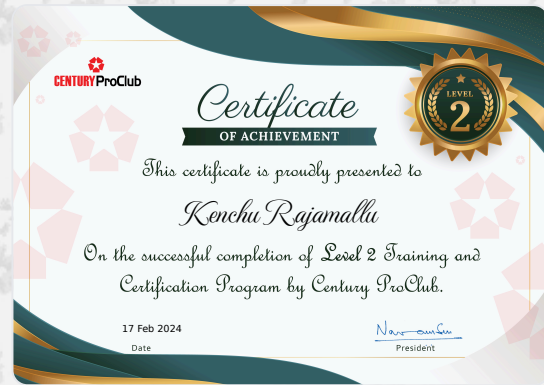 CENTURY ProClub
LEVEL
2
Certificate
OF ACHIEVEMENT
This certificate is proudly presented to
Kenchu Rajamallu
On the successful completion of Level 2 Training and
Certification Program by Century ProClub.
17 Feb 2024
Date
President